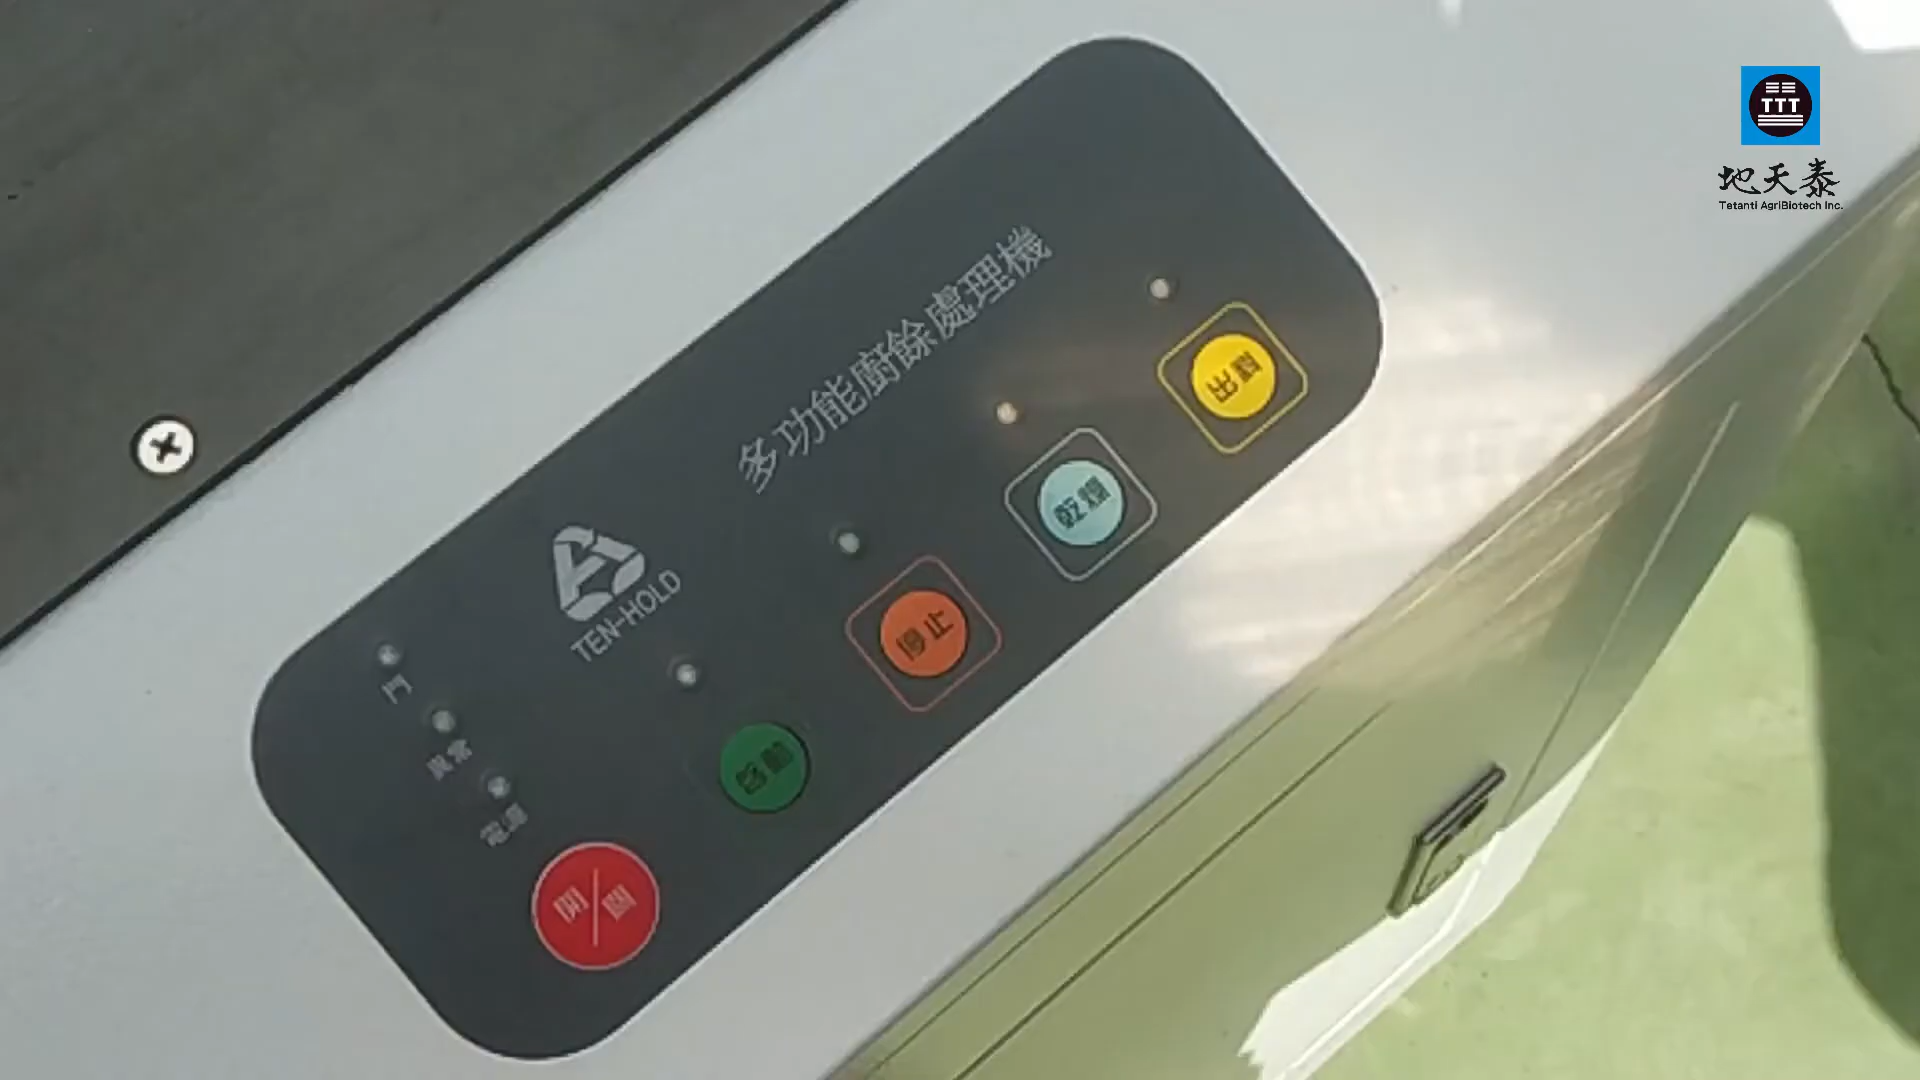 TTT
地天泰
Tetanti AgriBiotech Inc.
多功能廚餘處理機
TEN-HOLD
門
異常
電源
開/關
啟動
停止
乾燥
出料